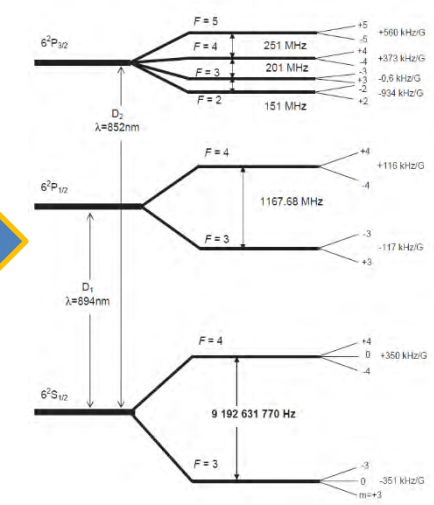 F = 5
+5
+560 kHz/G
-5
6²P3/2
F = 4
251 MHz
+4
+373 kHz/G
-4
F = 3
201 MHz
-3
-0,6 kHz/G
+3
F = 2
151 MHz
-2
-934 kHz/G
+2
D2
λ=852nm
F = 4
+4
+116 kHz/G
-4
6²P1/2
1167.68 MHz
F = 3
-3
-117 kHz/G
+3
D1
λ=894nm
F = 4
+4
0
+350 kHz/G
-4
6²S1/2
9 192 631 770 Hz
F = 3
-3
0
-351 kHz/G
m=+3